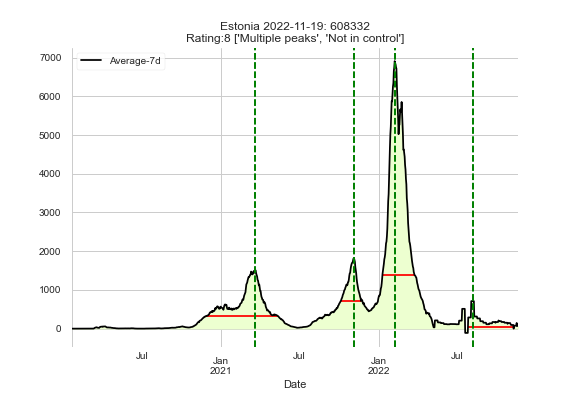 Estonia 2022-11-19: 608332
Rating:8 ['Multiple peaks', 'Not in control']
Average-7d
7000
6000
5000
4000
3000
2000
1000
0
Jul
Jan
2021
Jul
Jan
2022
Jul
Date